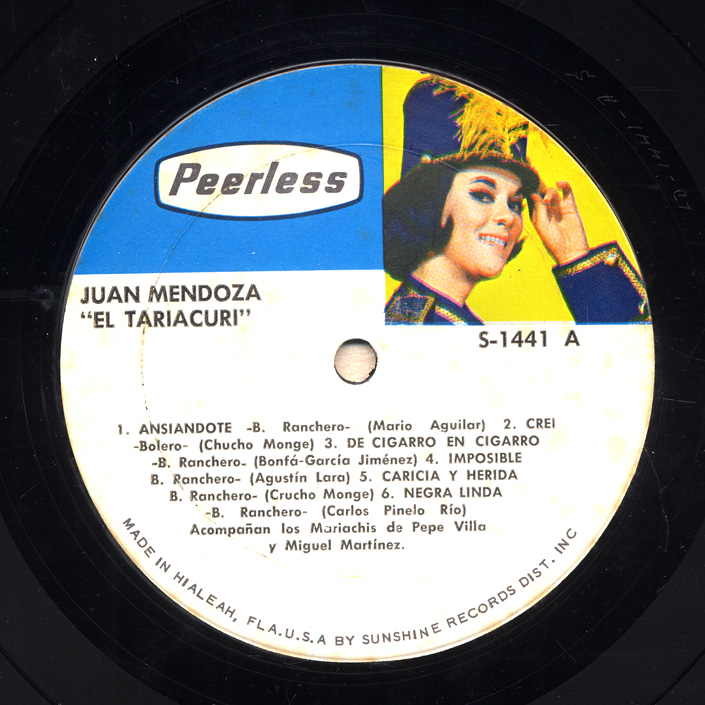 Peerless
JUAN MENDOZA
"EL TARIACURI"
S-1441 A
1. ANSIANDOTE -B. Ranchero- (Mario Aguilar) 2. CREI
-Bolero- (Chucho Monge) 3. DE CIGARRO EN CIGARRO
-B. Ranchero- (Bonfá-García Jiménez) 4. IMPOSIBLE
B. Ranchero- (Agustín Lara) 5. CARICIA Y HERIDA
B. Ranchero- (Crucho Monge) 6. NEGRA LINDA
-B. Ranchero- (Carlos Pinelo Río)
Acompañan los Mariachis de Pepe Villa
y Miguel Martínez.
MADE IN HIALEAH, FLA.U.S.A BY SUNSHINE RECORDS DIST. INC